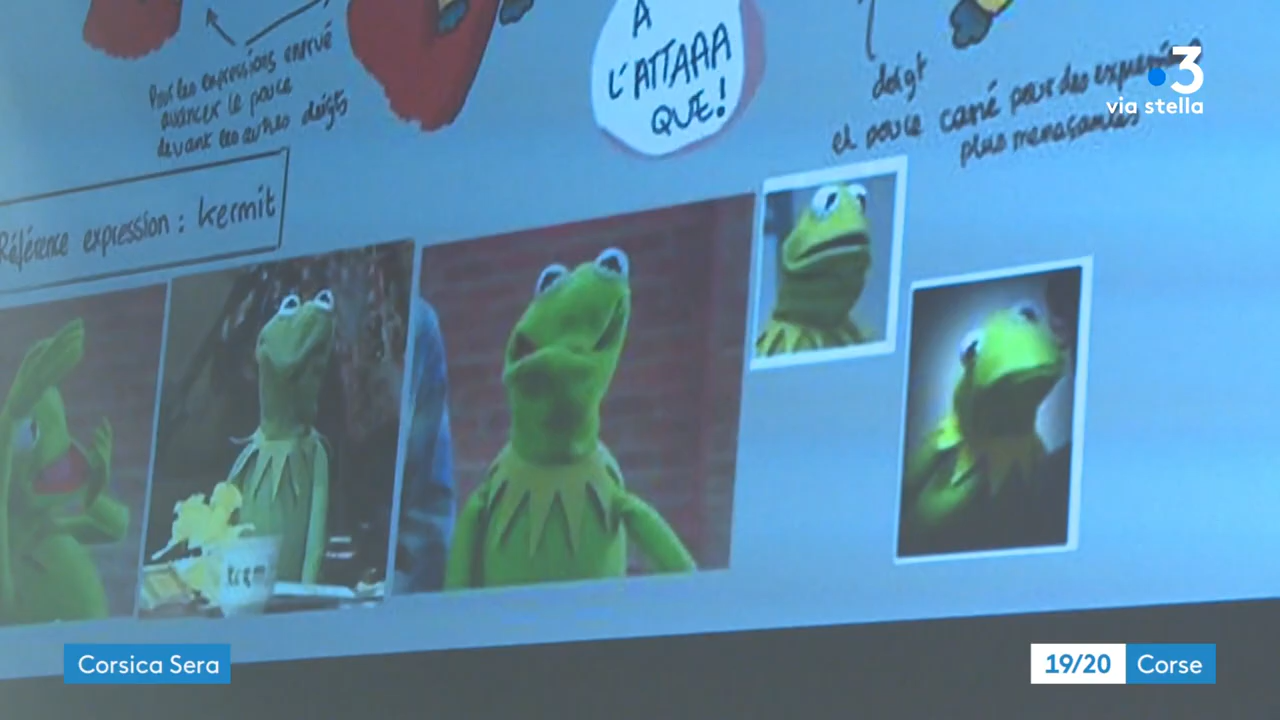 Pour les expressions énervé
avancer le pouce
devant les autres doigts
A
L'ATTAAA
QUE!
doigt
et pouce carré pour des expressions
plus menaçantes
3
via stella
Référence expression : kermit
Corsica Sera
19/20 Corse